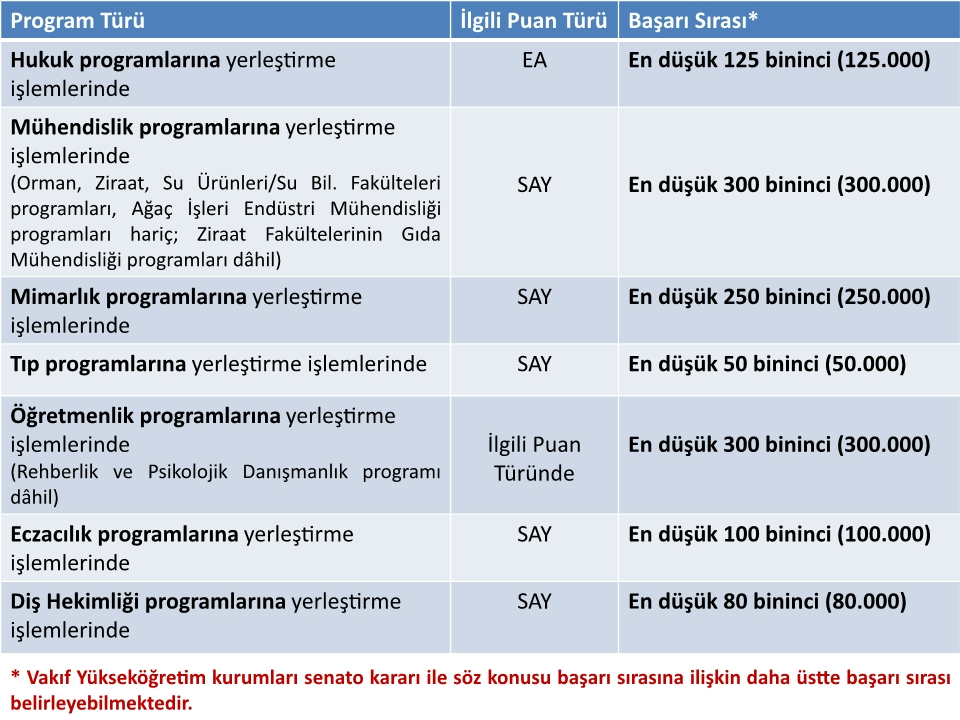 Program Türü İlgili Puan Türü Başarı Sırası*
Hukuk programlarına yerleştirme
işlemlerinde
EA
En düşük 125 bininci (125.000)
Mühendislik programlarına yerleştirme
işlemlerinde
(Orman, Ziraat, Su Ürünleri/Su Bil. Fakülteleri
programları, Ağaç İşleri Endüstri Mühendisliği
programları hariç; Ziraat Fakültelerinin Gıda
Mühendisliği programları dâhil)
SAY
En düşük 300 bininci (300.000)
Mimarlık programlarına yerleştirme
işlemlerinde
SAY
En düşük 250 bininci (250.000)
Tıp programlarına yerleştirme işlemlerinde
SAY
En düşük 50 bininci (50.000)
Öğretmenlik programlarına yerleştirme
işlemlerinde
(Rehberlik ve Psikolojik Danışmanlık programı
dâhil)
İlgili Puan
Türünde
En düşük 300 bininci (300.000)
Eczacılık programlarına yerleştirme
işlemlerinde
SAY
En düşük 100 bininci (100.000)
Diş Hekimliği programlarına yerleştirme
işlemlerinde
SAY
En düşük 80 bininci (80.000)
* Vakıf Yükseköğretim kurumları senato kararı ile söz konusu başarı sırasına ilişkin daha üstte başarı sırası
belirleyebilmektedir.